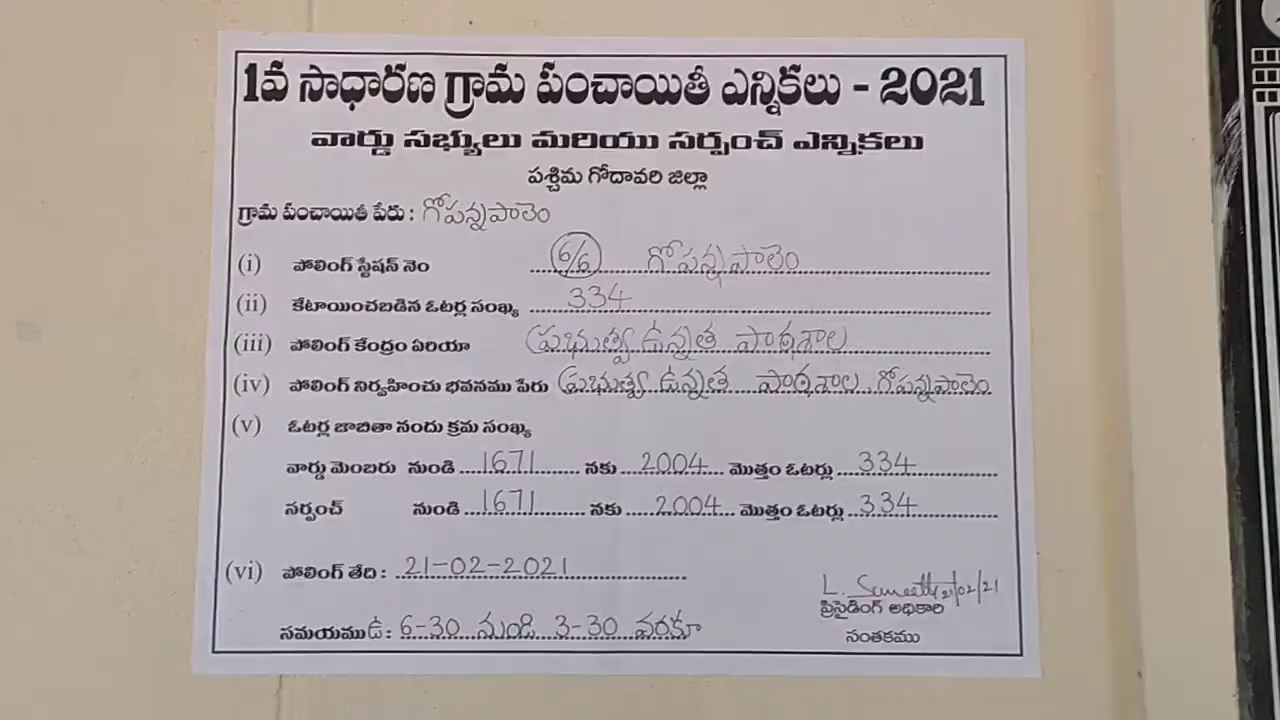 1వ సాధారణ గ్రామ పంచాయితీ ఎన్నికలు - 2021
వార్డు సభ్యులు మరియు సర్పంచ్ ఎన్నికలు
పశ్చిమ గోదావరి జిల్లా
గ్రామ పంచాయితీ పేరు : గోపన్నపాలెం
(i) పోలింగ్ స్టేషన్ నెం 6/6 గోపన్నపాలెం
(ii) కేటాయించబడిన ఓటర్ల సంఖ్య 334
(iii) పోలింగ్ కేంద్రం ఏరియా ప్రభుత్వ ఉన్నత పాఠశాల
(iv) పోలింగ్ నిర్వహించు భవనము పేరు ప్రభుత్వ ఉన్నత పాఠశాల, గోపన్నపాలెం
(v) ఓటర్ల జాబితా నందు క్రమ సంఖ్య
వార్డు మెంబరు నుండి 1671 నకు 2004 మొత్తం ఓటర్లు 334
సర్పంచ్ నుండి 1671 నకు 2004 మొత్తం ఓటర్లు 334
(vi) పోలింగ్ తేది : 21-02-2021
L. Suneetha 21/02/21
ప్రిసైడింగ్ అధికారి
సమయము ఉ: 6-30 నుండి 3-30 వరకూ
సంతకము